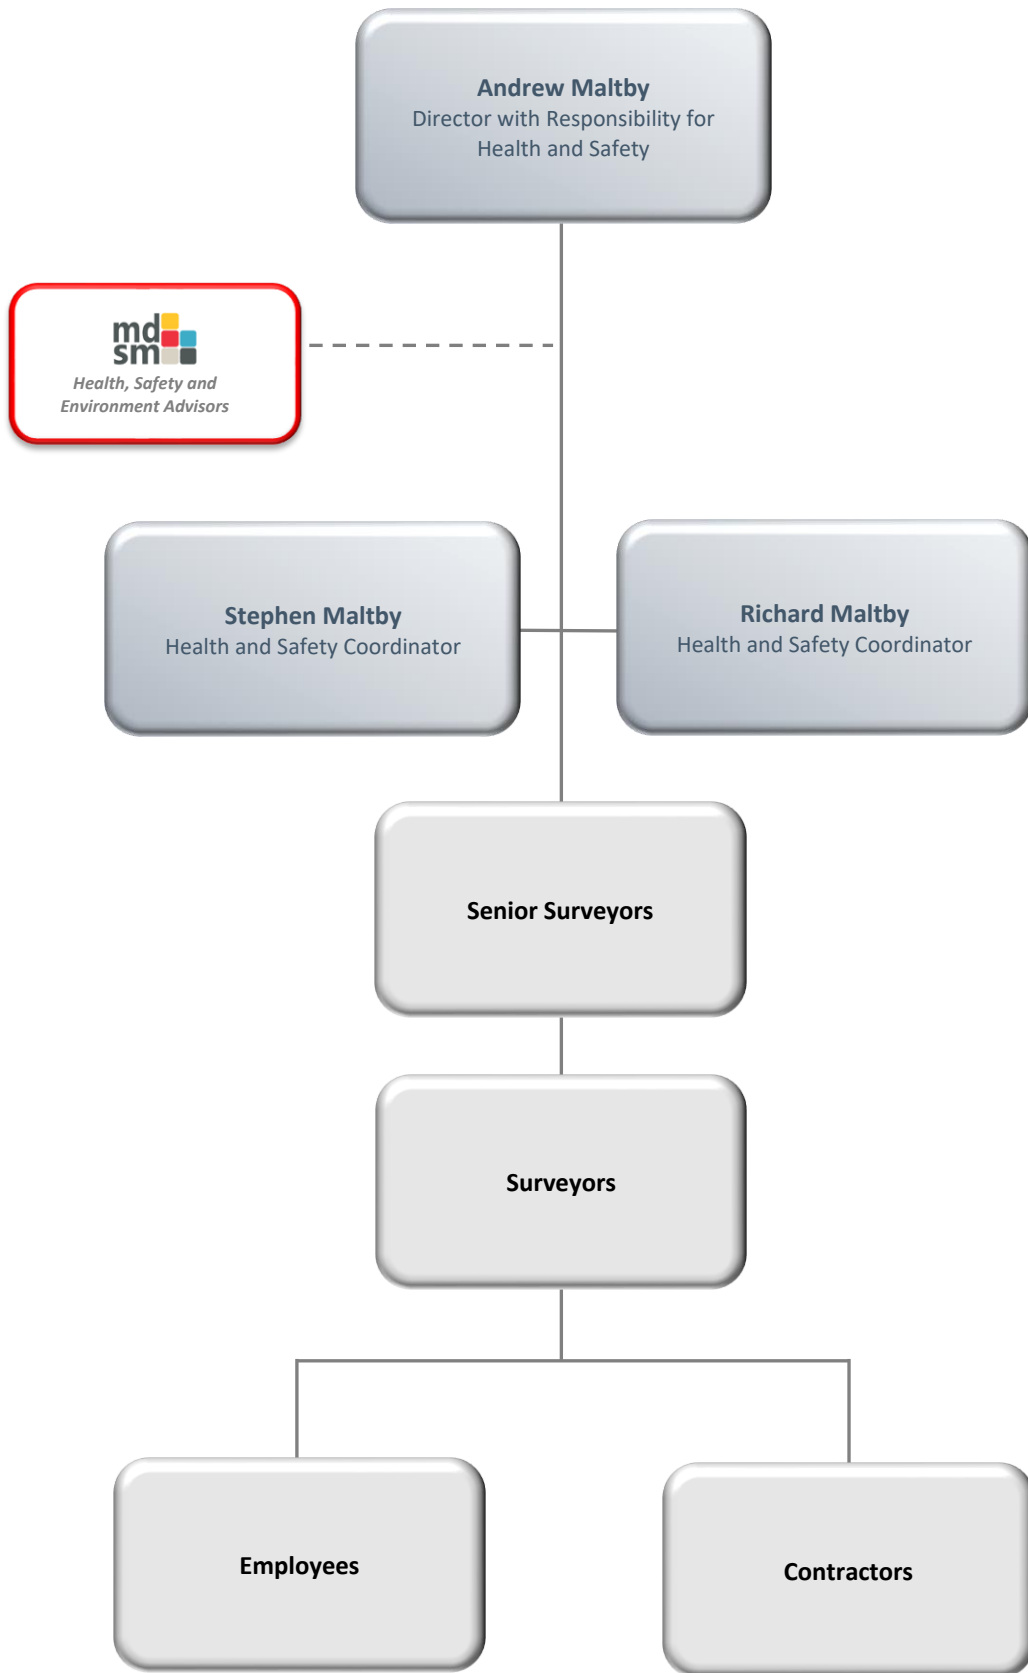 Andrew Maltby
Director with Responsibility for
Health and Safety
md
sm
Health, Safety and
Environment Advisors
Stephen Maltby
Health and Safety Coordinator
Richard Maltby
Health and Safety Coordinator
Senior Surveyors
Surveyors
Employees
Contractors